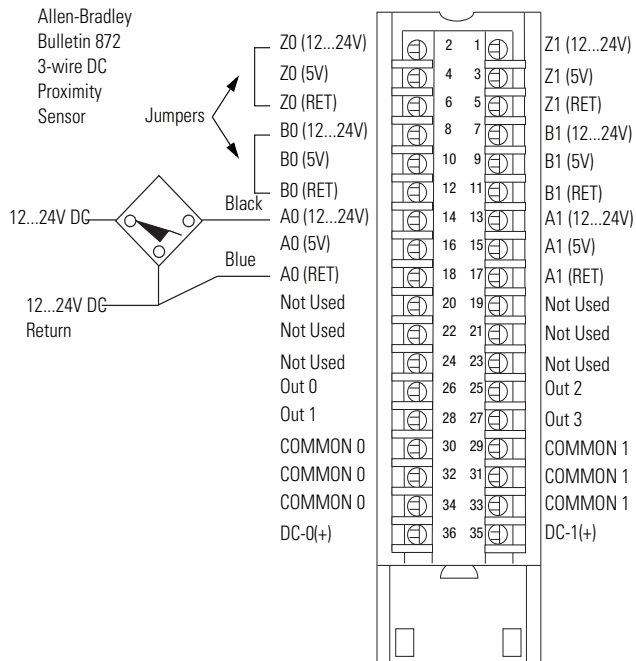 Allen-Bradley
Bulletin 872
3-wire DC
Proximity
Sensor
Jumpers
12...24V DC
Black
Blue
12...24V DC
Return
Z0 (12...24V) 2 1 Z1 (12...24V)
Z0 (5V) 4 3 Z1 (5V)
Z0 (RET) 6 5 Z1 (RET)
B0 (12...24V) 8 7 B1 (12...24V)
B0 (5V) 10 9 B1 (5V)
B0 (RET) 12 11 B1 (RET)
A0 (12...24V) 14 13 A1 (12...24V)
A0 (5V) 16 15 A1 (5V)
A0 (RET) 18 17 A1 (RET)
Not Used 20 19 Not Used
Not Used 22 21 Not Used
Not Used 24 23 Not Used
Out 0 26 25 Out 2
Out 1 28 27 Out 3
COMMON 0 30 29 COMMON 1
COMMON 0 32 31 COMMON 1
COMMON 0 34 33 COMMON 1
DC-0(+) 36 35 DC-1(+)